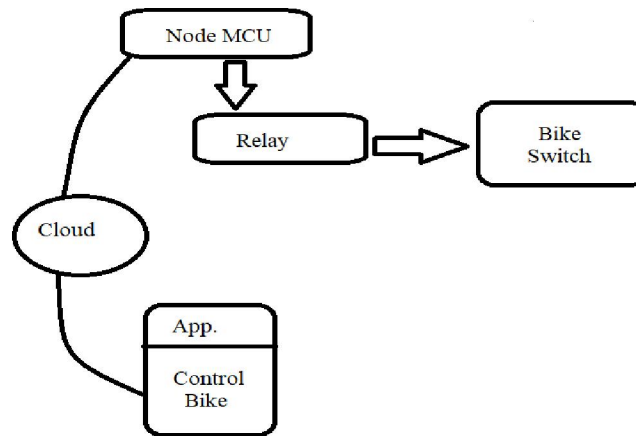 Node MCU
Relay
Bike
Switch
Cloud
App.
Control
Bike